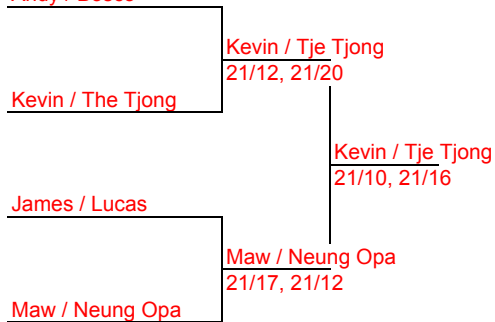 Kevin / Tje Tjong
21/12, 21/20
Kevin / The Tjong
Kevin / Tje Tjong
21/10, 21/16
James / Lucas
Maw / Neung Opa
21/17, 21/12
Maw / Neung Opa